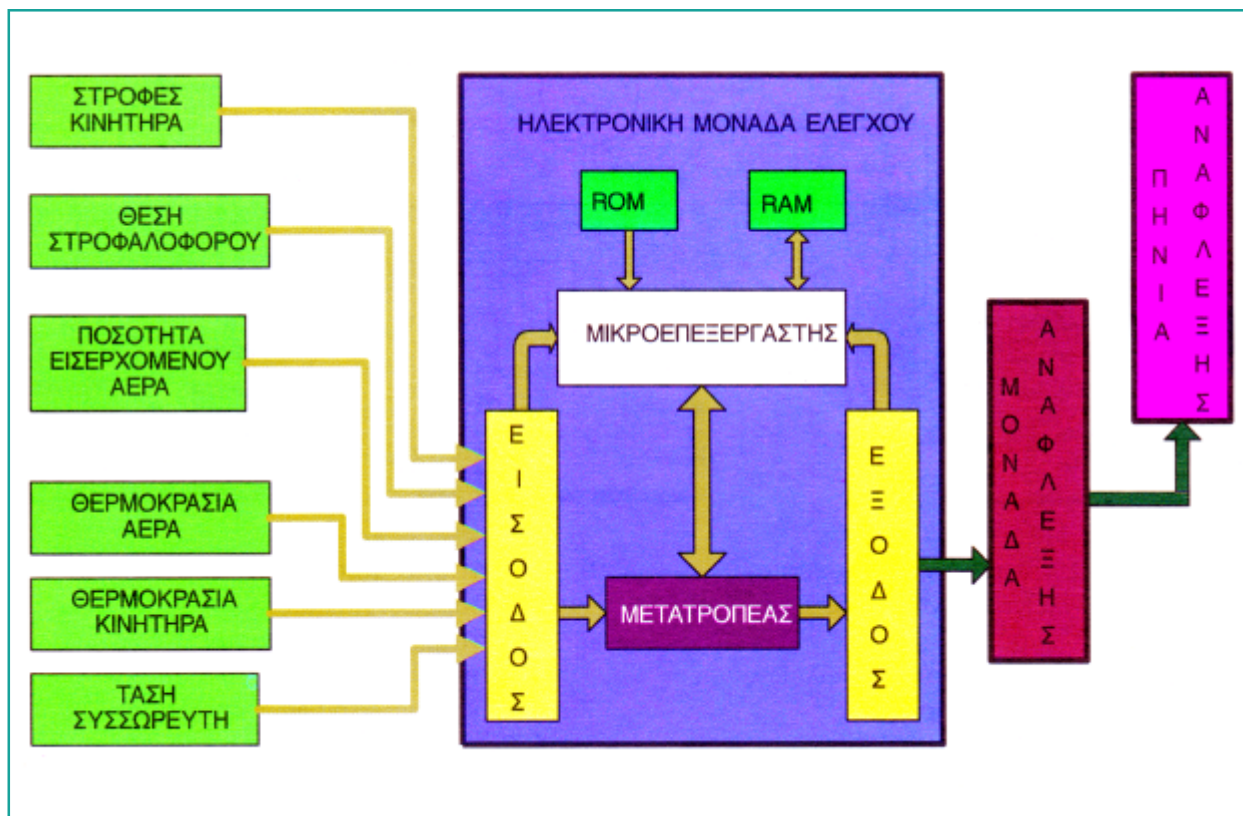 ΣΤΡΟΦΕΣ
ΚΙΝΗΤΗΡΑ
ΘΕΣΗ
ΣΤΡΟΦΑΛΟΦΟΡΟΥ
ΠΟΣΟΤΗΤΑ
ΕΙΣΕΡΧΟΜΕΝΟΥ
ΑΕΡΑ
ΘΕΡΜΟΚΡΑΣΙΑ
ΑΕΡΑ
ΘΕΡΜΟΚΡΑΣΙΑ
ΚΙΝΗΤΗΡΑ
ΤΑΣΗ
ΣΥΣΣΩΡΕΥΤΗ
ΗΛΕΚΤΡΟΝΙΚΗ ΜΟΝΑΔΑ ΕΛΕΓΧΟΥ
ROM
RAM
ΜΙΚΡΟΕΠΕΞΕΡΓΑΣΤΗΣ
ΕΙΣΟΔΟΣ
ΜΕΤΑΤΡΟΠΕΑΣ
ΕΞΟΔΟΣ
ΜΟΝΑΔΑ
ΑΝΑΦΛΕΞΗΣ
ΠΗΝΙΑ
ΑΝΑΦΛΕΞΗΣ